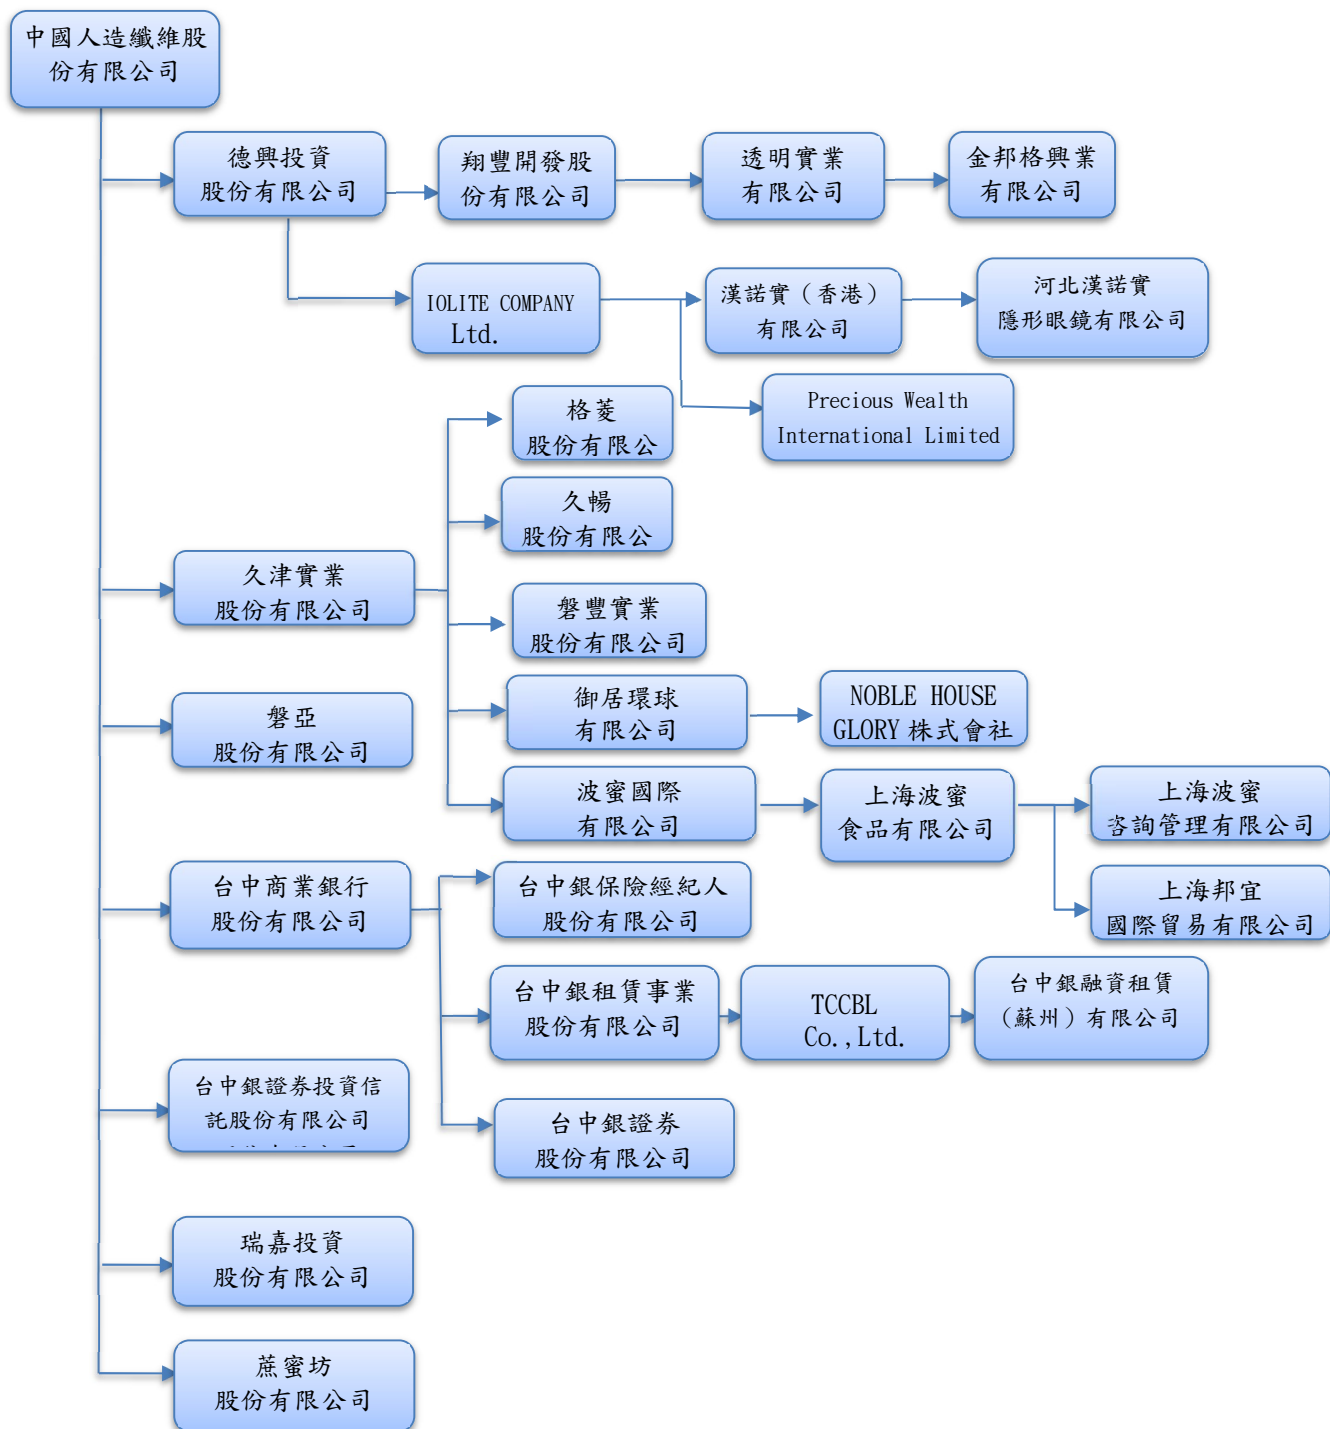 中國人造纖維股
份有限公司
德興投資
股份有限公司
翔豐開發股
份有限公司
透明實業
有限公司
金邦格興業
有限公司
IOLITE COMPANY
Ltd.
漢諾實（香港）
有限公司
河北漢諾實
隱形眼鏡有限公司
Precious Wealth
International Limited
格菱
股份有限公
久暢
股份有限公
久津實業
股份有限公司
磐豐實業
股份有限公司
御居環球
有限公司
NOBLE HOUSE
GLORY 株式會社
磐亞
股份有限公司
波蜜國際
有限公司
上海波蜜
食品有限公司
上海波蜜
咨詢管理有限公司
上海邦宜
國際貿易有限公司
台中商業銀行
股份有限公司
台中銀保險經紀人
股份有限公司
台中銀租賃事業
股份有限公司
TCCBL
Co.,Ltd.
台中銀融資租賃
（蘇州）有限公司
台中銀證券投資信
託股份有限公司
台中銀證券
股份有限公司
瑞嘉投資
股份有限公司
蔗蜜坊
股份有限公司